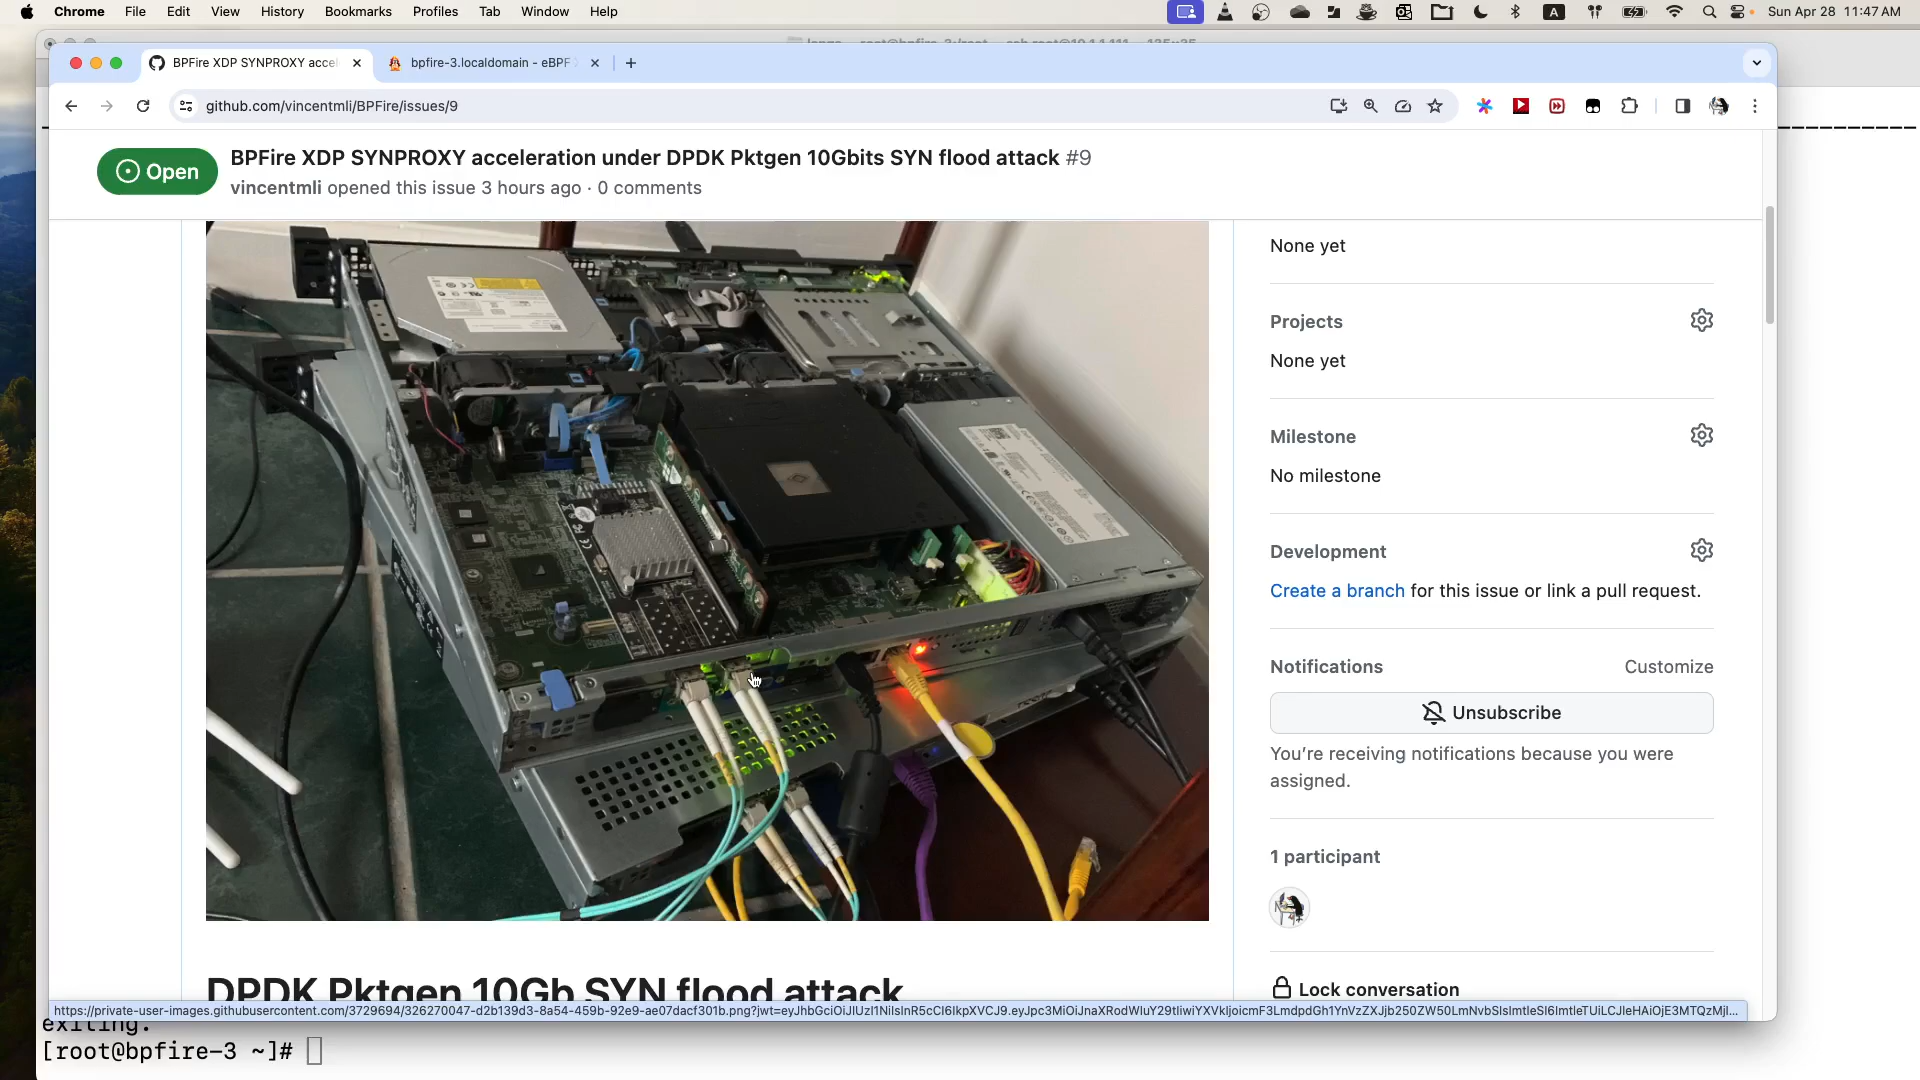 Chrome File Edit View History Bookmarks Profiles Tab Window Help
Sun Apr 28 11:47 AM
BPFire XDP SYNPROXY accel
bpfire-3.localdomain - eBPF
github.com/vincentmli/BPFire/issues/9
Open
BPFire XDP SYNPROXY acceleration under DPDK Pktgen 10Gbits SYN flood attack #9
vincentmli opened this issue 3 hours ago · 0 comments
None yet
Projects
None yet
Milestone
No milestone
Development
Create a branch for this issue or link a pull request.
Notifications
Customize
Unsubscribe
You’re receiving notifications because you were
assigned.
1 participant
Lock conversation
DPDK Pktgen 10Gb SYN flood attack
exiting.
[root@bpfire-3 ~]#